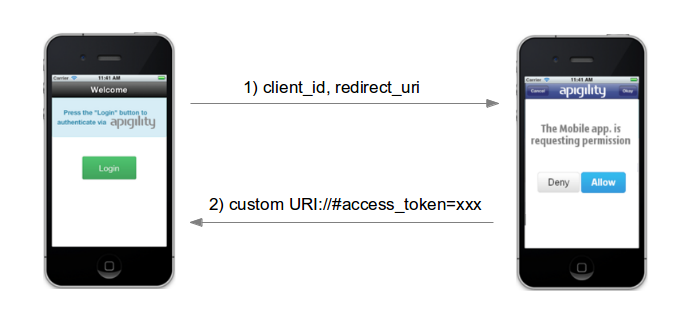 Carrier 11:41 AM
Welcome
Press the "Login" button to
authenticate via apigility
Login
1) client_id, redirect_uri
2) custom URI://#access_token=xxx
Carrier 11:41 AM
Cancel apigility Okay
The Mobile app. is
requesting permission
Deny Allow